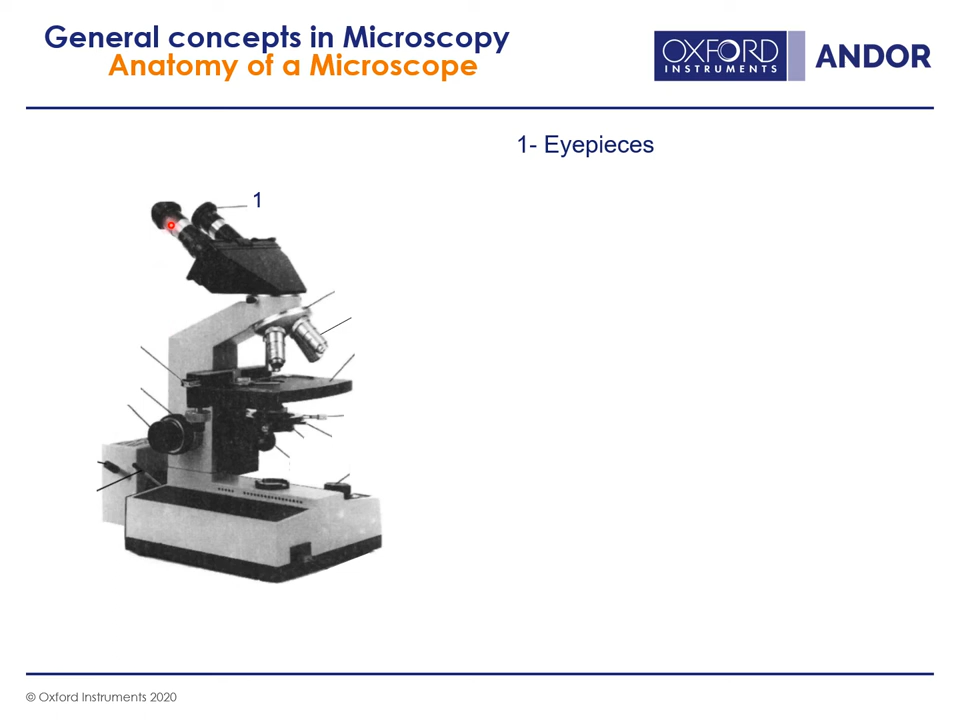 General concepts in Microscopy
Anatomy of a Microscope
OXFORD
INSTRUMENTS
ANDOR
1- Eyepieces
1
© Oxford Instruments 2020